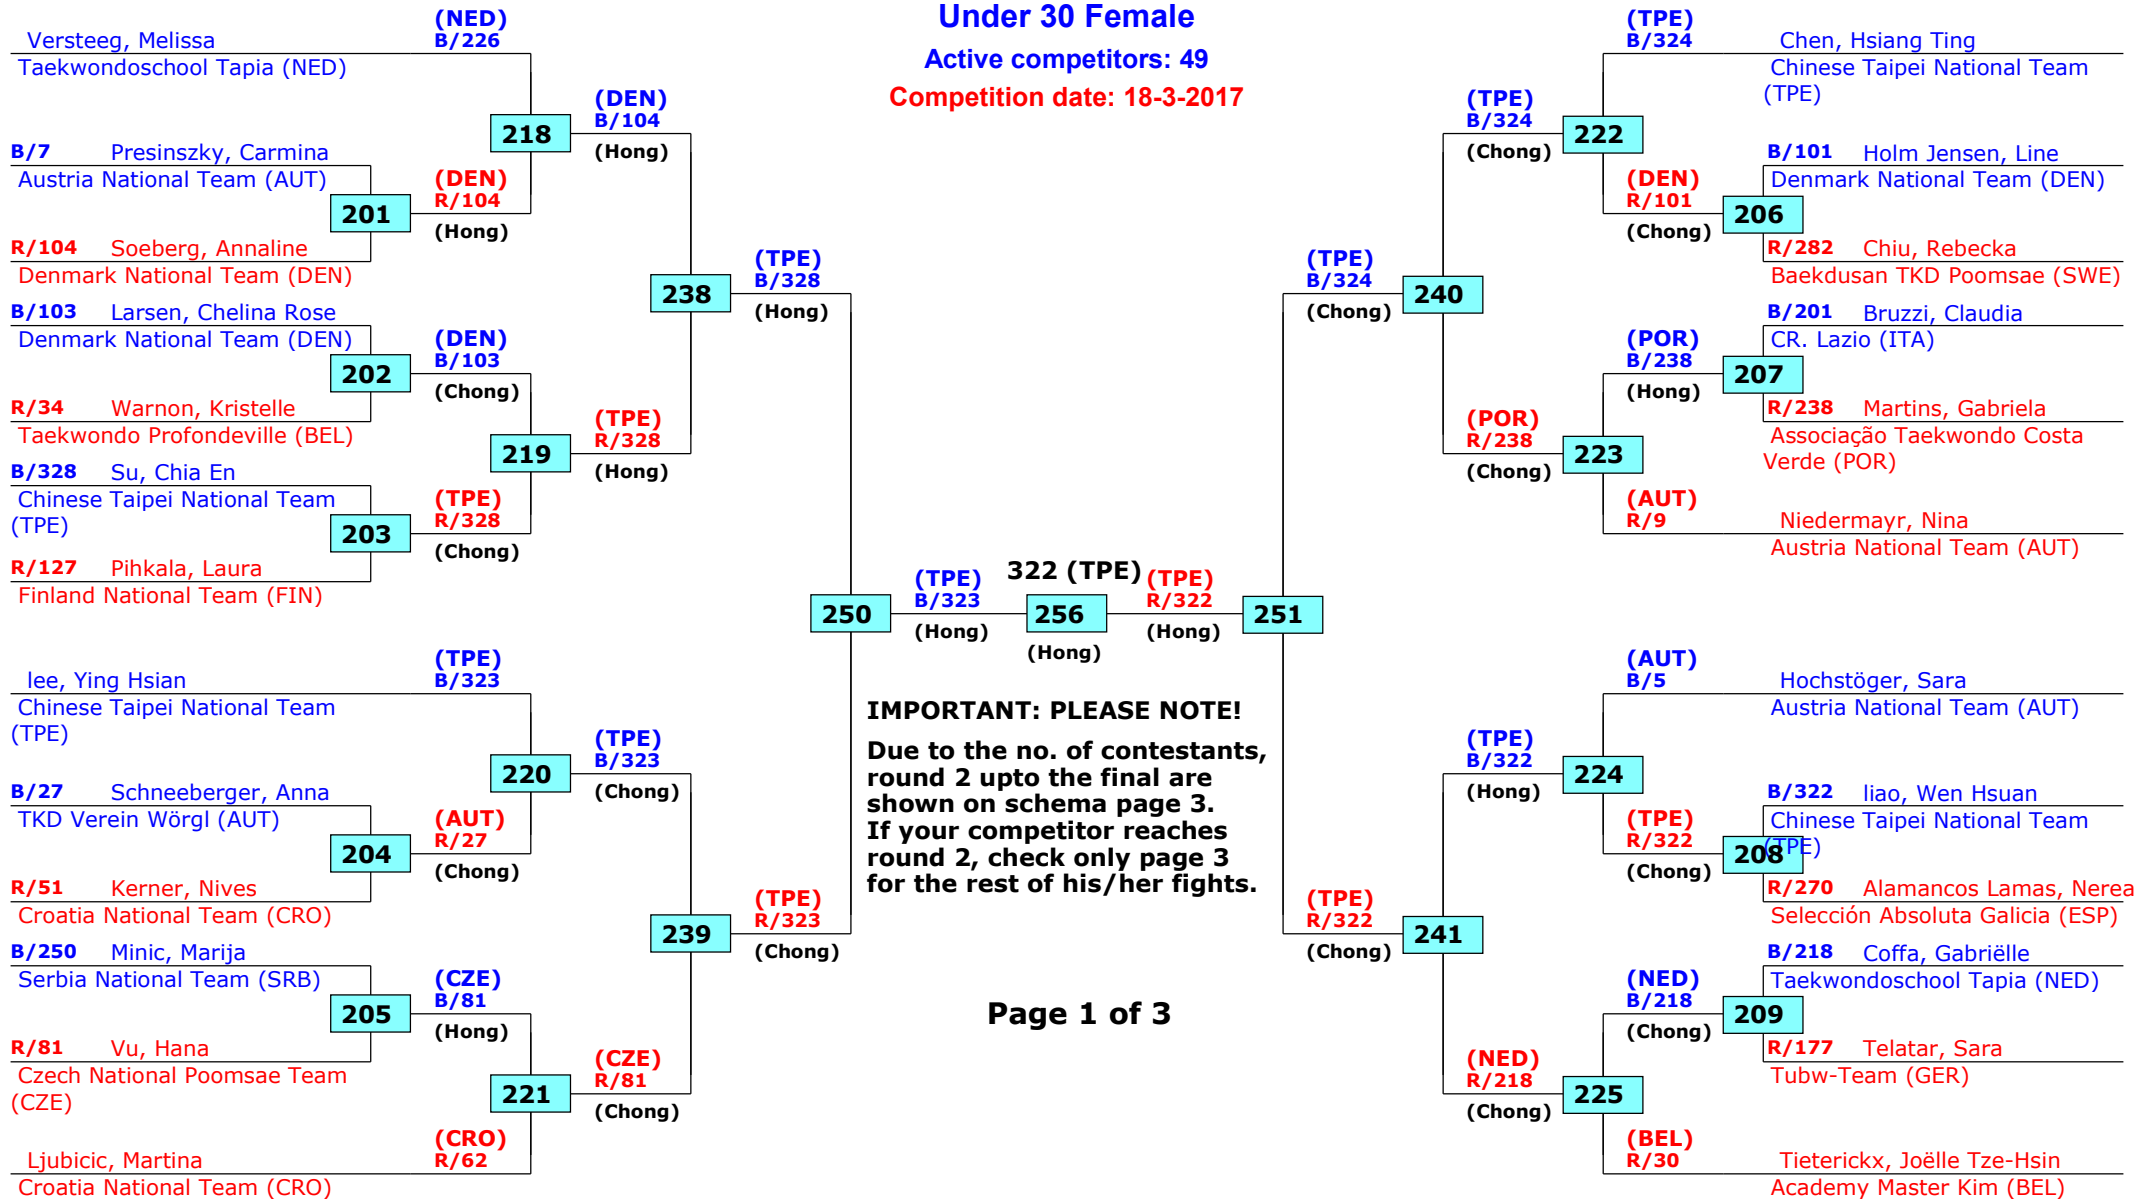 Under 30 Female
Active competitors: 49
Competition date: 18-3-2017
(NED)
B/226
Versteeg, Melissa
Taekwondoschool Tapia (NED)
218
(DEN)
B/104
(Hong)
B/7 Presinszky, Carmina
Austria National Team (AUT)
201
(DEN)
R/104
(Hong)
R/104 Soeberg, Annaline
Denmark National Team (DEN)
238
(TPE)
B/328
(Hong)
B/103 Larsen, Chelina Rose
Denmark National Team (DEN)
202
(DEN)
B/103
(Chong)
R/34 Warnon, Kristelle
Taekwondo Profondeville (BEL)
219
(TPE)
R/328
(Hong)
B/328 Su, Chia En
Chinese Taipei National Team
(TPE)
203
(TPE)
R/328
(Chong)
R/127 Pihkala, Laura
Finland National Team (FIN)
250
(TPE)
B/323
(Hong)
322 (TPE)
256
(Hong)
(TPE)
R/322
(Hong)
251
(TPE)
B/323
lee, Ying Hsian
Chinese Taipei National Team
(TPE)
220
(TPE)
B/323
(Chong)
B/27 Schneeberger, Anna
TKD Verein Wörgl (AUT)
204
(AUT)
R/27
(Chong)
R/51 Kerner, Nives
Croatia National Team (CRO)
239
(TPE)
R/323
(Chong)
B/250 Minic, Marija
Serbia National Team (SRB)
205
(CZE)
B/81
(Hong)
R/81 Vu, Hana
Czech National Poomsae Team
(CZE)
221
(CZE)
R/81
(Chong)
(CRO)
R/62
Ljubicic, Martina
Croatia National Team (CRO)
IMPORTANT: PLEASE NOTE!
Due to the no. of contestants,
round 2 upto the final are
shown on schema page 3.
If your competitor reaches
round 2, check only page 3
for the rest of his/her fights.
Page 1 of 3
(TPE)
B/324
Chen, Hsiang Ting
Chinese Taipei National Team
(TPE)
(TPE)
B/324
(Chong)
222
B/101 Holm Jensen, Line
Denmark National Team (DEN)
(DEN)
R/101
(Chong)
206
R/282 Chiu, Rebecka
Baekdusan TKD Poomsae (SWE)
(TPE)
B/324
(Chong)
240
B/201 Bruzzi, Claudia
CR. Lazio (ITA)
(POR)
B/238
(Hong)
207
R/238 Martins, Gabriela
Associação Taekwondo Costa
Verde (POR)
(POR)
R/238
(Chong)
223
(AUT)
R/9
Niedermayr, Nina
Austria National Team (AUT)
(AUT)
B/5
Hochstöger, Sara
Austria National Team (AUT)
(TPE)
B/322
(Hong)
224
B/322 liao, Wen Hsuan
Chinese Taipei National Team
(TPE)
(TPE)
R/322
(Chong)
208
R/270 Alamancos Lamas, Nerea
Selección Absoluta Galicia (ESP)
(TPE)
R/322
(Chong)
241
B/218 Coffa, Gabriëlle
Taekwondoschool Tapia (NED)
(NED)
B/218
(Chong)
209
R/177 Telatar, Sara
Tubw-Team (GER)
(NED)
R/218
(Chong)
225
(BEL)
R/30
Tieterickx, Joëlle Tze-Hsin
Academy Master Kim (BEL)